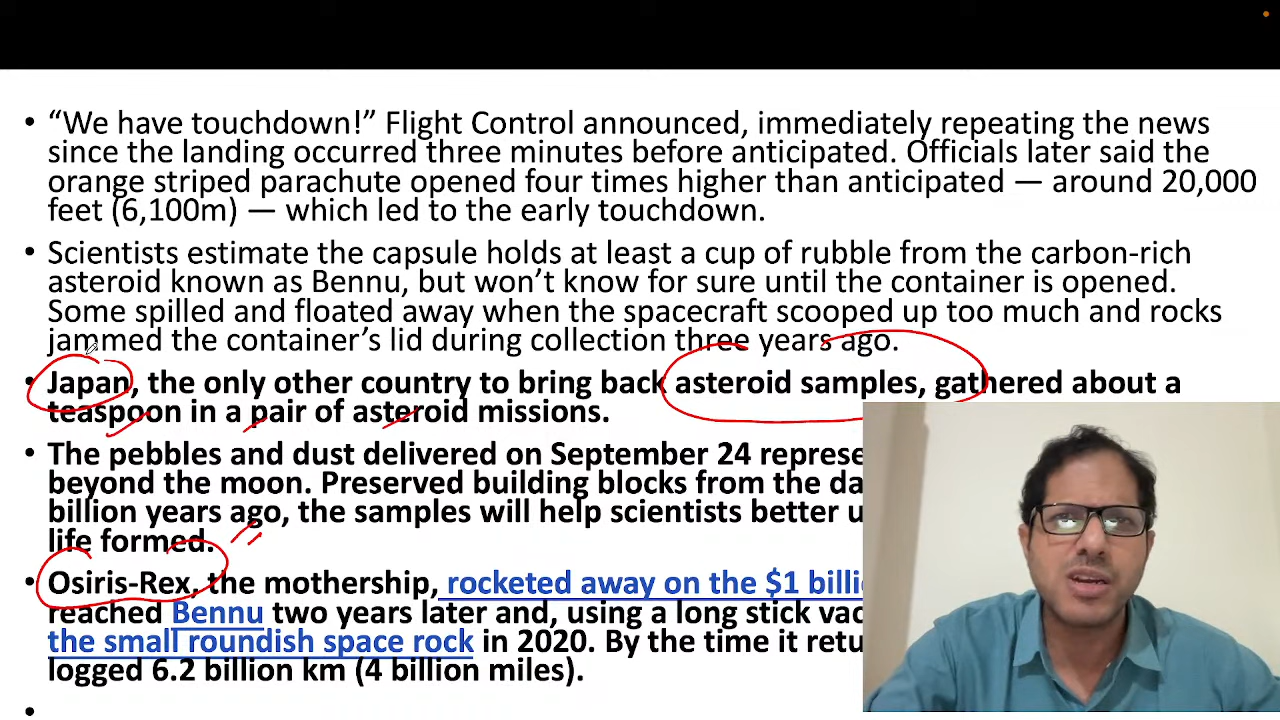 • “We have touchdown!” Flight Control announced, immediately repeating the news
since the landing occurred three minutes before anticipated. Officials later said the
orange striped parachute opened four times higher than anticipated — around 20,000
feet (6,100m) — which led to the early touchdown.
• Scientists estimate the capsule holds at least a cup of rubble from the carbon-rich
asteroid known as Bennu, but won’t know for sure until the container is opened.
Some spilled and floated away when the spacecraft scooped up too much and rocks
jammed the container’s lid during collection three years ago.
• Japan, the only other country to bring back asteroid samples, gathered about a
teaspoon in a pair of asteroid missions.
• The pebbles and dust delivered on September 24 represe
beyond the moon. Preserved building blocks from the da
billion years ago, the samples will help scientists better u
life formed.
• Osiris-Rex, the mothership, rocketed away on the $1 billi
reached Bennu two years later and, using a long stick vac
the small roundish space rock in 2020. By the time it retu
logged 6.2 billion km (4 billion miles).
•